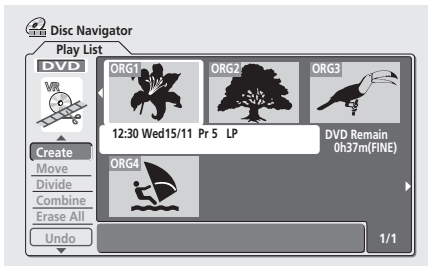 Disc Navigator
Play List
DVD
VR
ORG1
ORG2
ORG3
12:30 Wed15/11 Pr 5 LP
DVD Remain
0h37m(FINE)
Create
Move
Divide
Combine
Erase All
Undo
ORG4
1/1